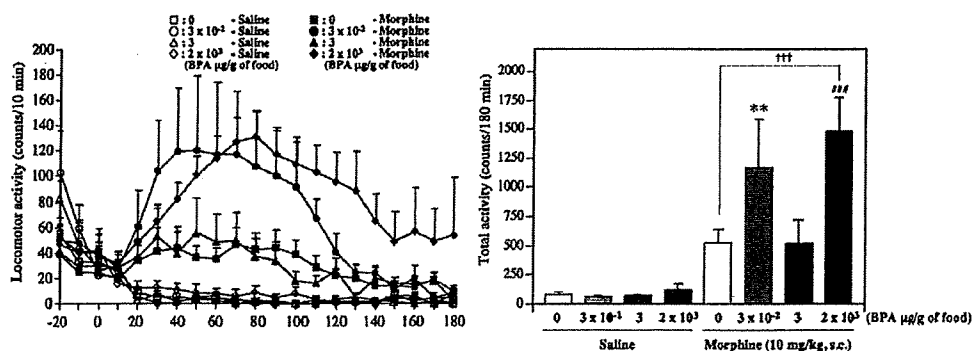 □ : 0 - Saline ■ : 0 - Morphine
○ : 3 x 10⁻² - Saline ● : 3 x 10⁻² - Morphine
△ : 3 - Saline ▲ : 3 - Morphine
◇ : 2 x 10³ - Saline ◆ : 2 x 10³ - Morphine
(BPA µg/g of food) (BPA µg/g of food)
Locomotor activity (counts/10 min)
200
180
160
140
120
100
80
60
40
20
0
-20 0 20 40 60 80 100 120 140 160 180
Total activity (counts/180 min)
2000
1750
1500
1250
1000
750
500
250
0
†††
**
###
0 3 x 10⁻¹ 3 2 x 10³ 0 3 x 10⁻² 3 2 x 10³ (BPA µg/g of food)
Saline Morphine (10 mg/kg, s.c.)